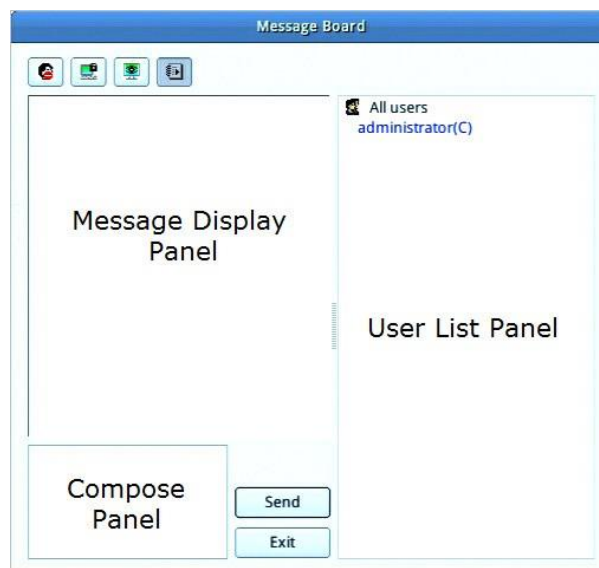 Message Board
All users
administrator(C)
Message Display
Panel
User List Panel
Compose
Panel
Send
Exit